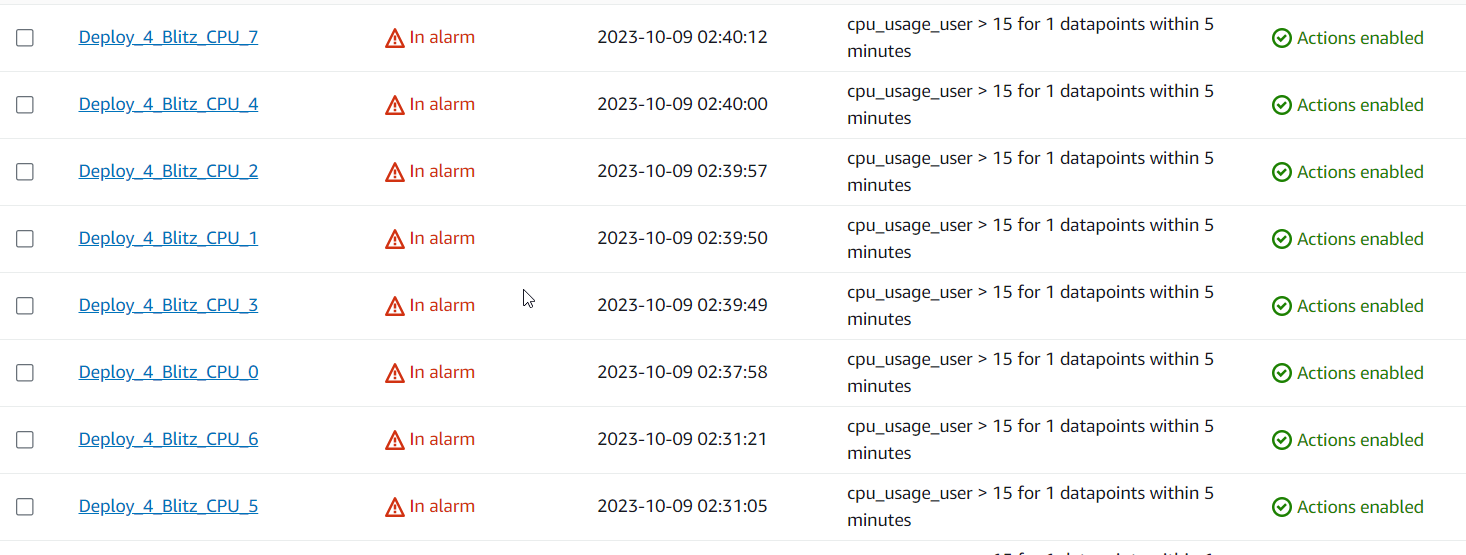 Deploy_4_Blitz_CPU_7 In alarm 2023-10-09 02:40:12 cpu_usage_user > 15 for 1 datapoints within 5 Actions enabled
minutes
Deploy_4_Blitz_CPU_4 In alarm 2023-10-09 02:40:00 cpu_usage_user > 15 for 1 datapoints within 5 Actions enabled
minutes
Deploy_4_Blitz_CPU_2 In alarm 2023-10-09 02:39:57 cpu_usage_user > 15 for 1 datapoints within 5 Actions enabled
minutes
Deploy_4_Blitz_CPU_1 In alarm 2023-10-09 02:39:50 cpu_usage_user > 15 for 1 datapoints within 5 Actions enabled
minutes
Deploy_4_Blitz_CPU_3 In alarm 2023-10-09 02:39:49 cpu_usage_user > 15 for 1 datapoints within 5 Actions enabled
minutes
Deploy_4_Blitz_CPU_0 In alarm 2023-10-09 02:37:58 cpu_usage_user > 15 for 1 datapoints within 5 Actions enabled
minutes
Deploy_4_Blitz_CPU_6 In alarm 2023-10-09 02:31:21 cpu_usage_user > 15 for 1 datapoints within 5 Actions enabled
minutes
Deploy_4_Blitz_CPU_5 In alarm 2023-10-09 02:31:05 cpu_usage_user > 15 for 1 datapoints within 5 Actions enabled
minutes